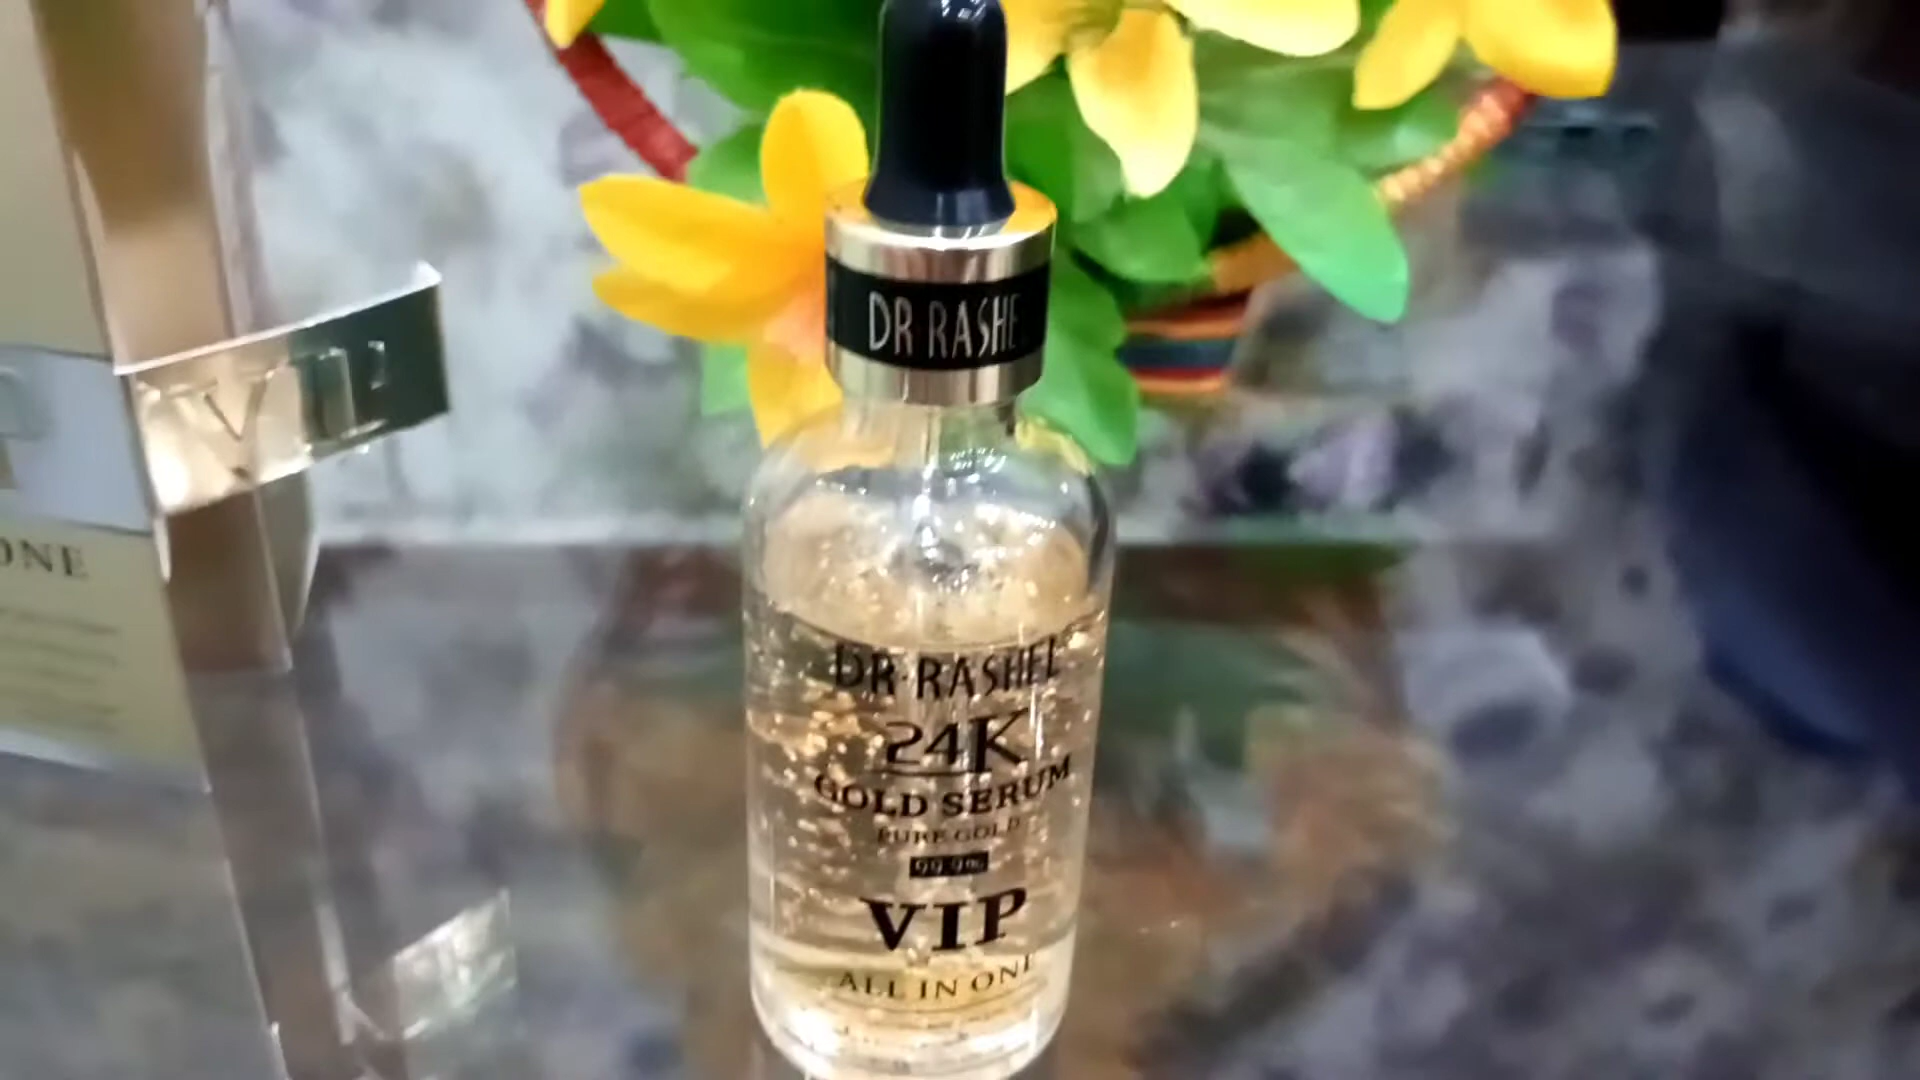 DR RASHE
VIP
ONE
DR RASHEL
24K
GOLD SERUM
PURE GOLD
VIP
ALL IN ONE